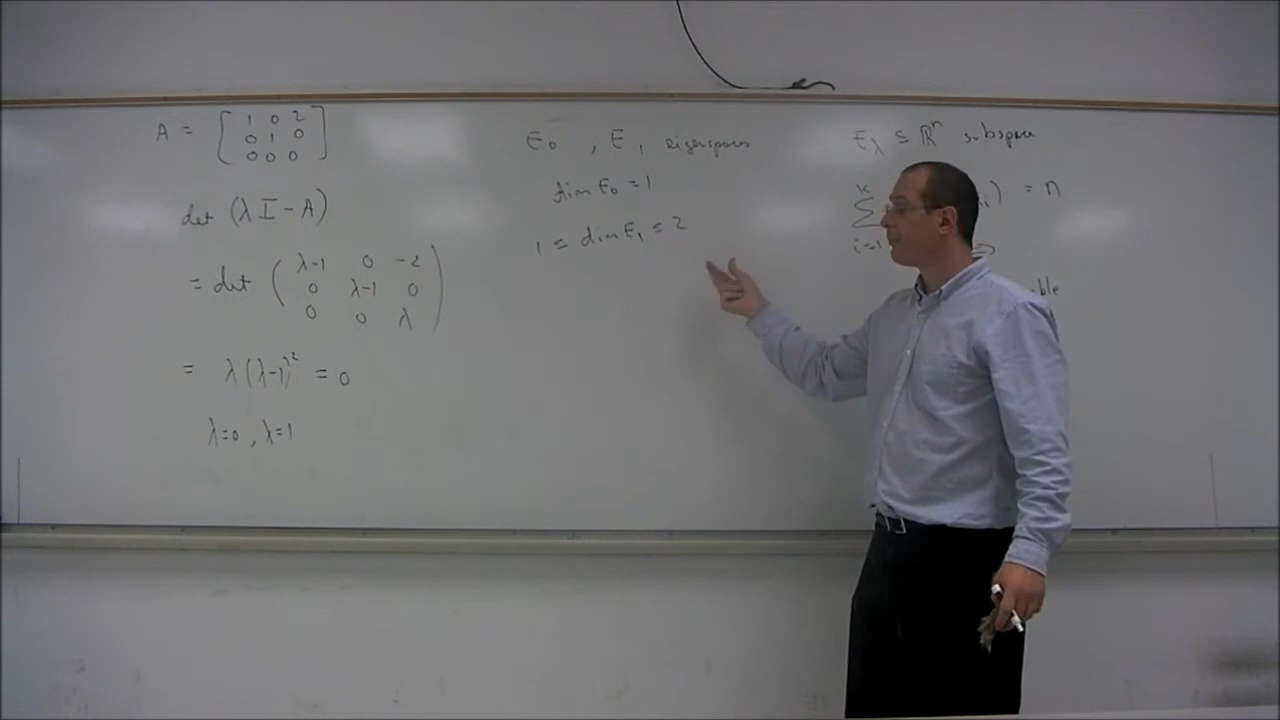 A = [ 1 0 2
0 1 0
0 0 0 ]
det (λI - A)
= det ( λ-1 0 -2
0 λ-1 0
0 0 λ )
= λ(λ-1)² = 0
λ=0 , λ=1
E₀ , E₁ eigenspaces
dim E₀ = 1
1 ≤ dim E₁ ≤ 2
E_λ ⊆ ℝⁿ subspace
k
Σ i) = n
i=1
ble